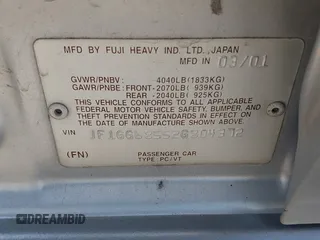 MFD BY FUJI HEAVY IND. LTD., JAPAN
MFD IN 03/01
GVWR/PNBV: 4040LB(1833KG)
GAWR/PNBE:FRONT-2070LB( 939KG)
REAR -2040LB( 925KG)
THIS VEHICLE CONFORMS TO ALL APPLICABLE
FEDERAL MOTOR VEHICLE SAFETY, BUMPER, AND
THEFT PREVENTION STANDARDS IN EFFECT ON
THE DATE OF MANUFACTURE SHOWN ABOVE.
VIN
(FN) PASSENGER CAR
TYPE:PC/VT
DREAMBID